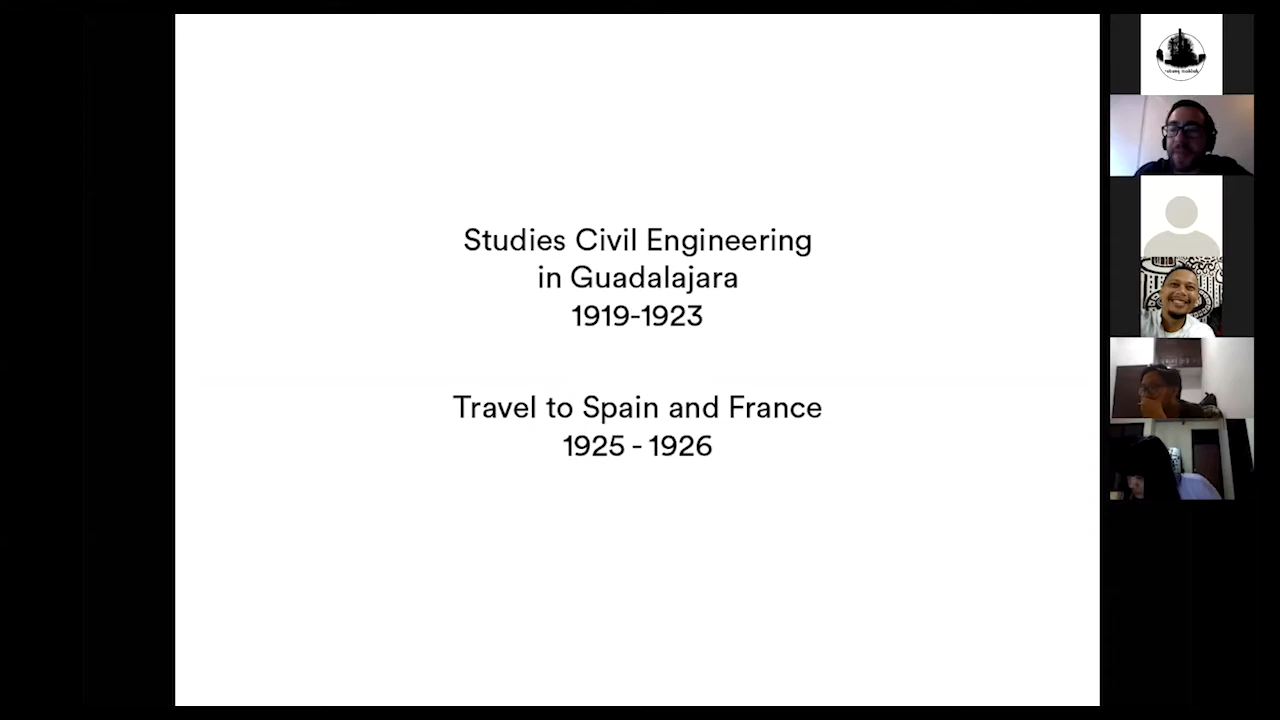 Studies Civil Engineering
in Guadalajara
1919-1923
Travel to Spain and France
1925 - 1926